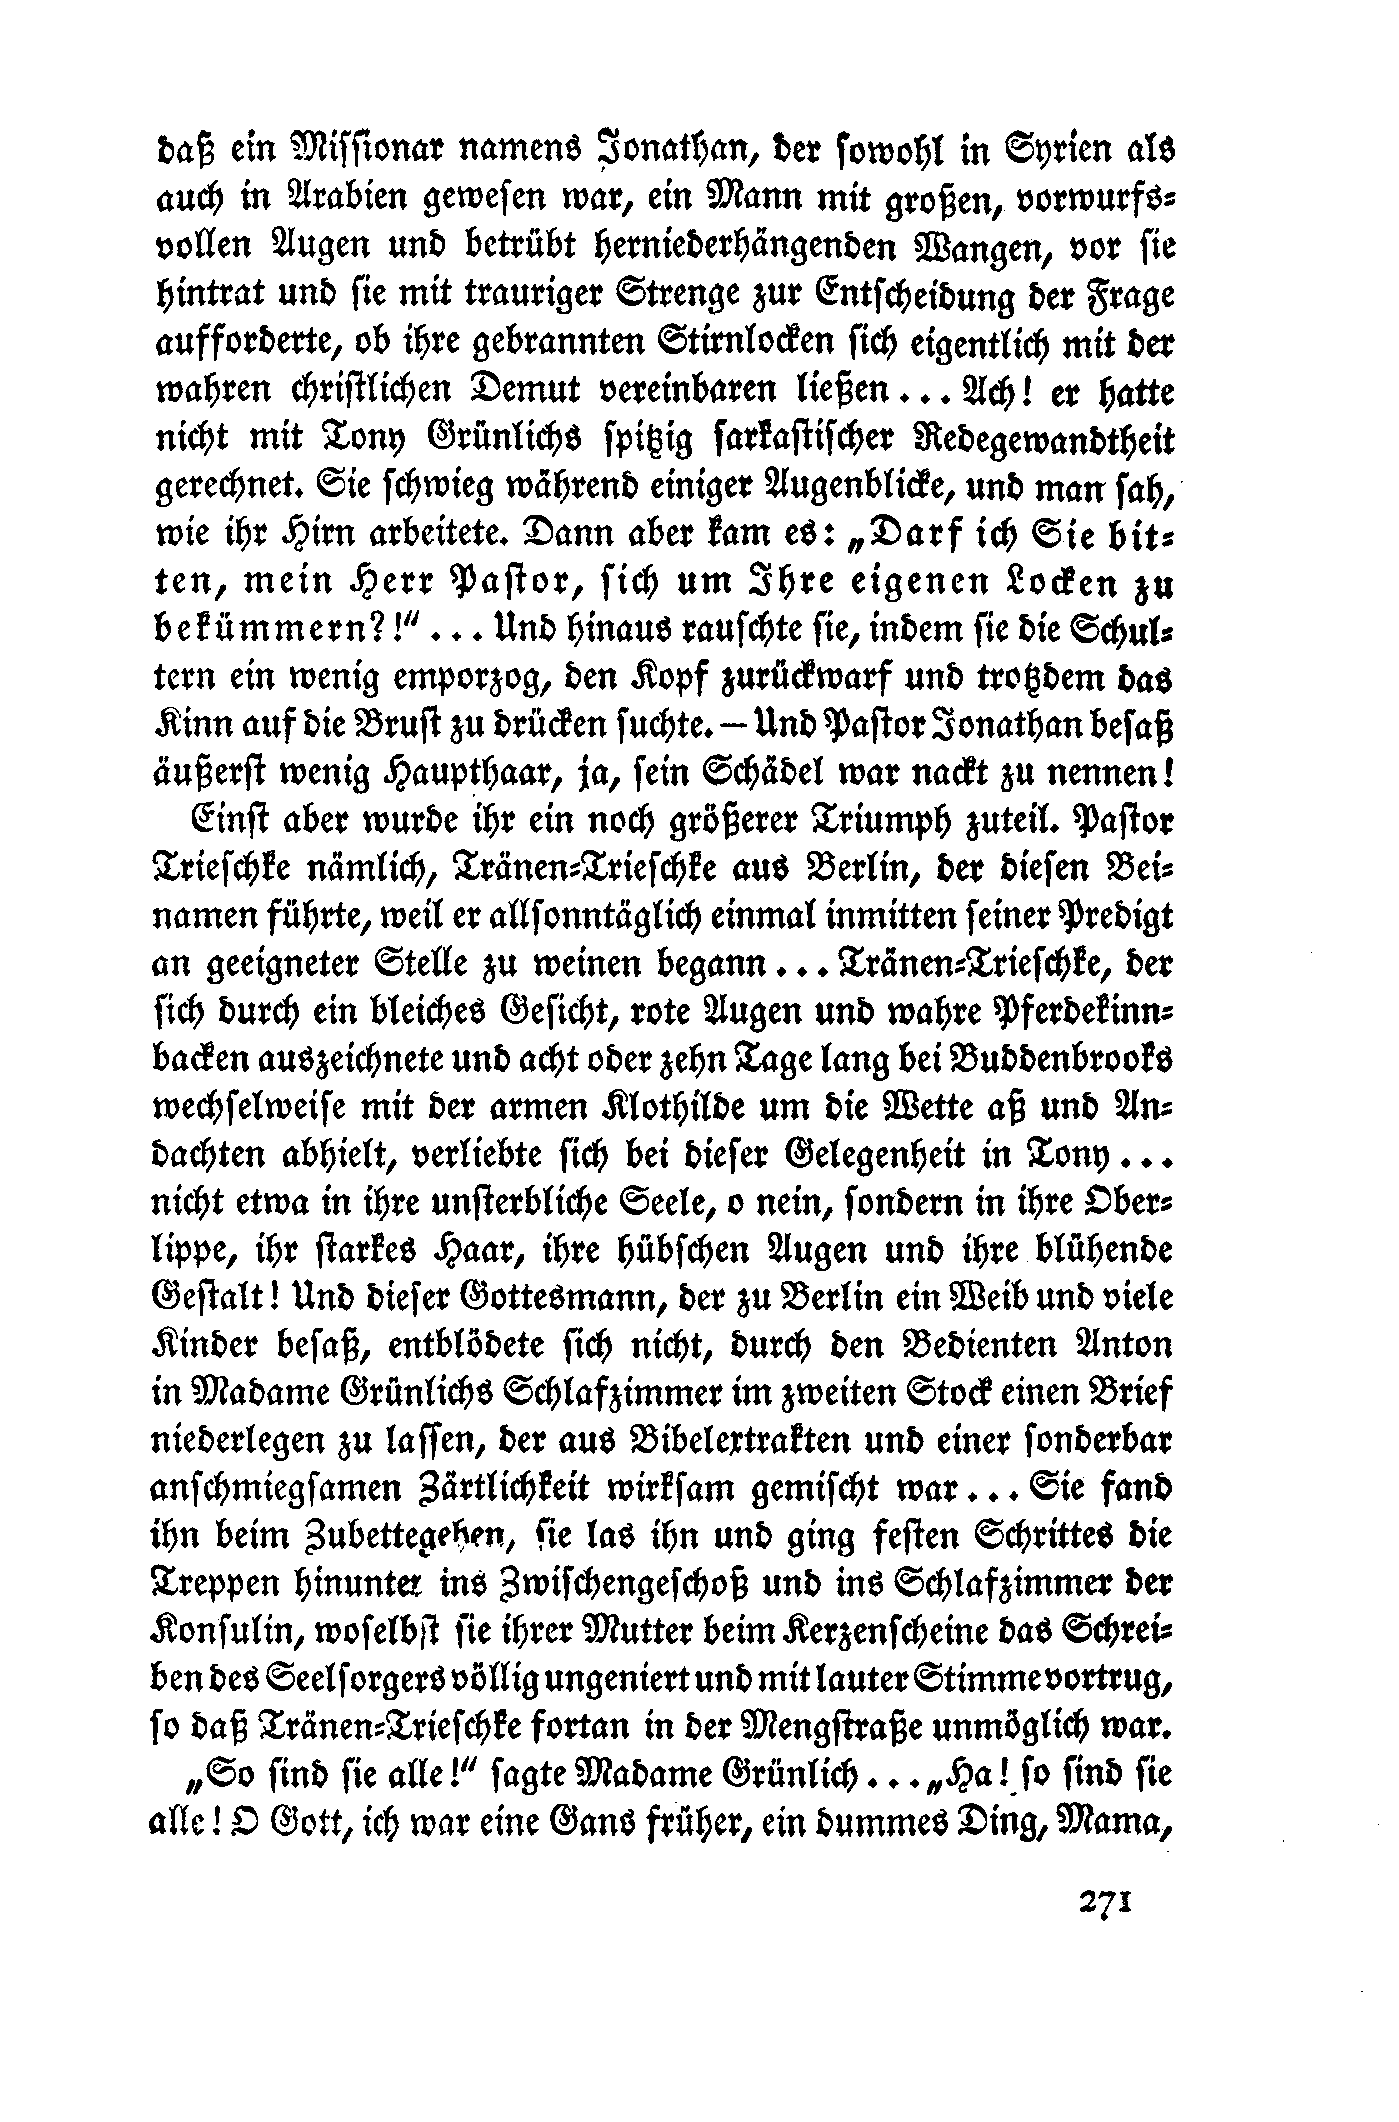 daß ein Missionar namens Jonathan, der sowohl in Syrien als
auch in Arabien gewesen war, ein Mann mit großen, vorwurfs-
vollen Augen und betrübt herniederhängenden Wangen, vor sie
hintrat und sie mit trauriger Strenge zur Entscheidung der Frage
aufforderte, ob ihre gebrannten Stirnlocken sich eigentlich mit der
wahren christlichen Demut vereinbaren ließen... Ach! er hatte
nicht mit Tony Grünlichs spitzig sarkastischer Redegewandtheit
gerechnet. Sie schwieg während einiger Augenblicke, und man sah,
wie ihr Hirn arbeitete. Dann aber kam es: „Darf ich Sie bit-
ten, mein Herr Pastor, sich um Ihre eigenen Locken zu
bekümmern?!“... Und hinaus rauschte sie, indem sie die Schul-
tern ein wenig emporzog, den Kopf zurückwarf und trotzdem das
Kinn auf die Brust zu drücken suchte. — Und Pastor Jonathan besaß
äußerst wenig Haupthaar, ja, sein Schädel war nackt zu nennen!
Einst aber wurde ihr ein noch größerer Triumph zuteil. Pastor
Trieschke nämlich, Tränen-Trieschke aus Berlin, der diesen Bei-
namen führte, weil er allsonntäglich einmal inmitten seiner Predigt
an geeigneter Stelle zu weinen begann... Tränen-Trieschke, der
sich durch ein bleiches Gesicht, rote Augen und wahre Pferdekinn-
backen auszeichnete und acht oder zehn Tage lang bei Buddenbrooks
wechselweise mit der armen Klothilde um die Wette aß und An-
dachten abhielt, verliebte sich bei dieser Gelegenheit in Tony...
nicht etwa in ihre unsterbliche Seele, o nein, sondern in ihre Ober-
lippe, ihr starkes Haar, ihre hübschen Augen und ihre blühende
Gestalt! Und dieser Gottesmann, der zu Berlin ein Weib und viele
Kinder besaß, entblödete sich nicht, durch den Bedienten Anton
in Madame Grünlichs Schlafzimmer im zweiten Stock einen Brief
niederlegen zu lassen, der aus Bibelextrakten und einer sonderbar
anschmiegsamen Zärtlichkeit wirksam gemischt war... Sie fand
ihn beim Zubettegehen, sie las ihn und ging festen Schrittes die
Treppen hinunter ins Zwischengeschoß und ins Schlafzimmer der
Konsulin, woselbst sie ihrer Mutter beim Kerzenscheine das Schrei-
ben des Seelsorgers völlig ungeniert und mit lauter Stimme vortrug,
so daß Tränen-Trieschke fortan in der Mengstraße unmöglich war.
„So sind sie alle!“ sagte Madame Grünlich... „Ha! so sind sie
alle! O Gott, ich war eine Gans früher, ein dummes Ding, Mama,
271